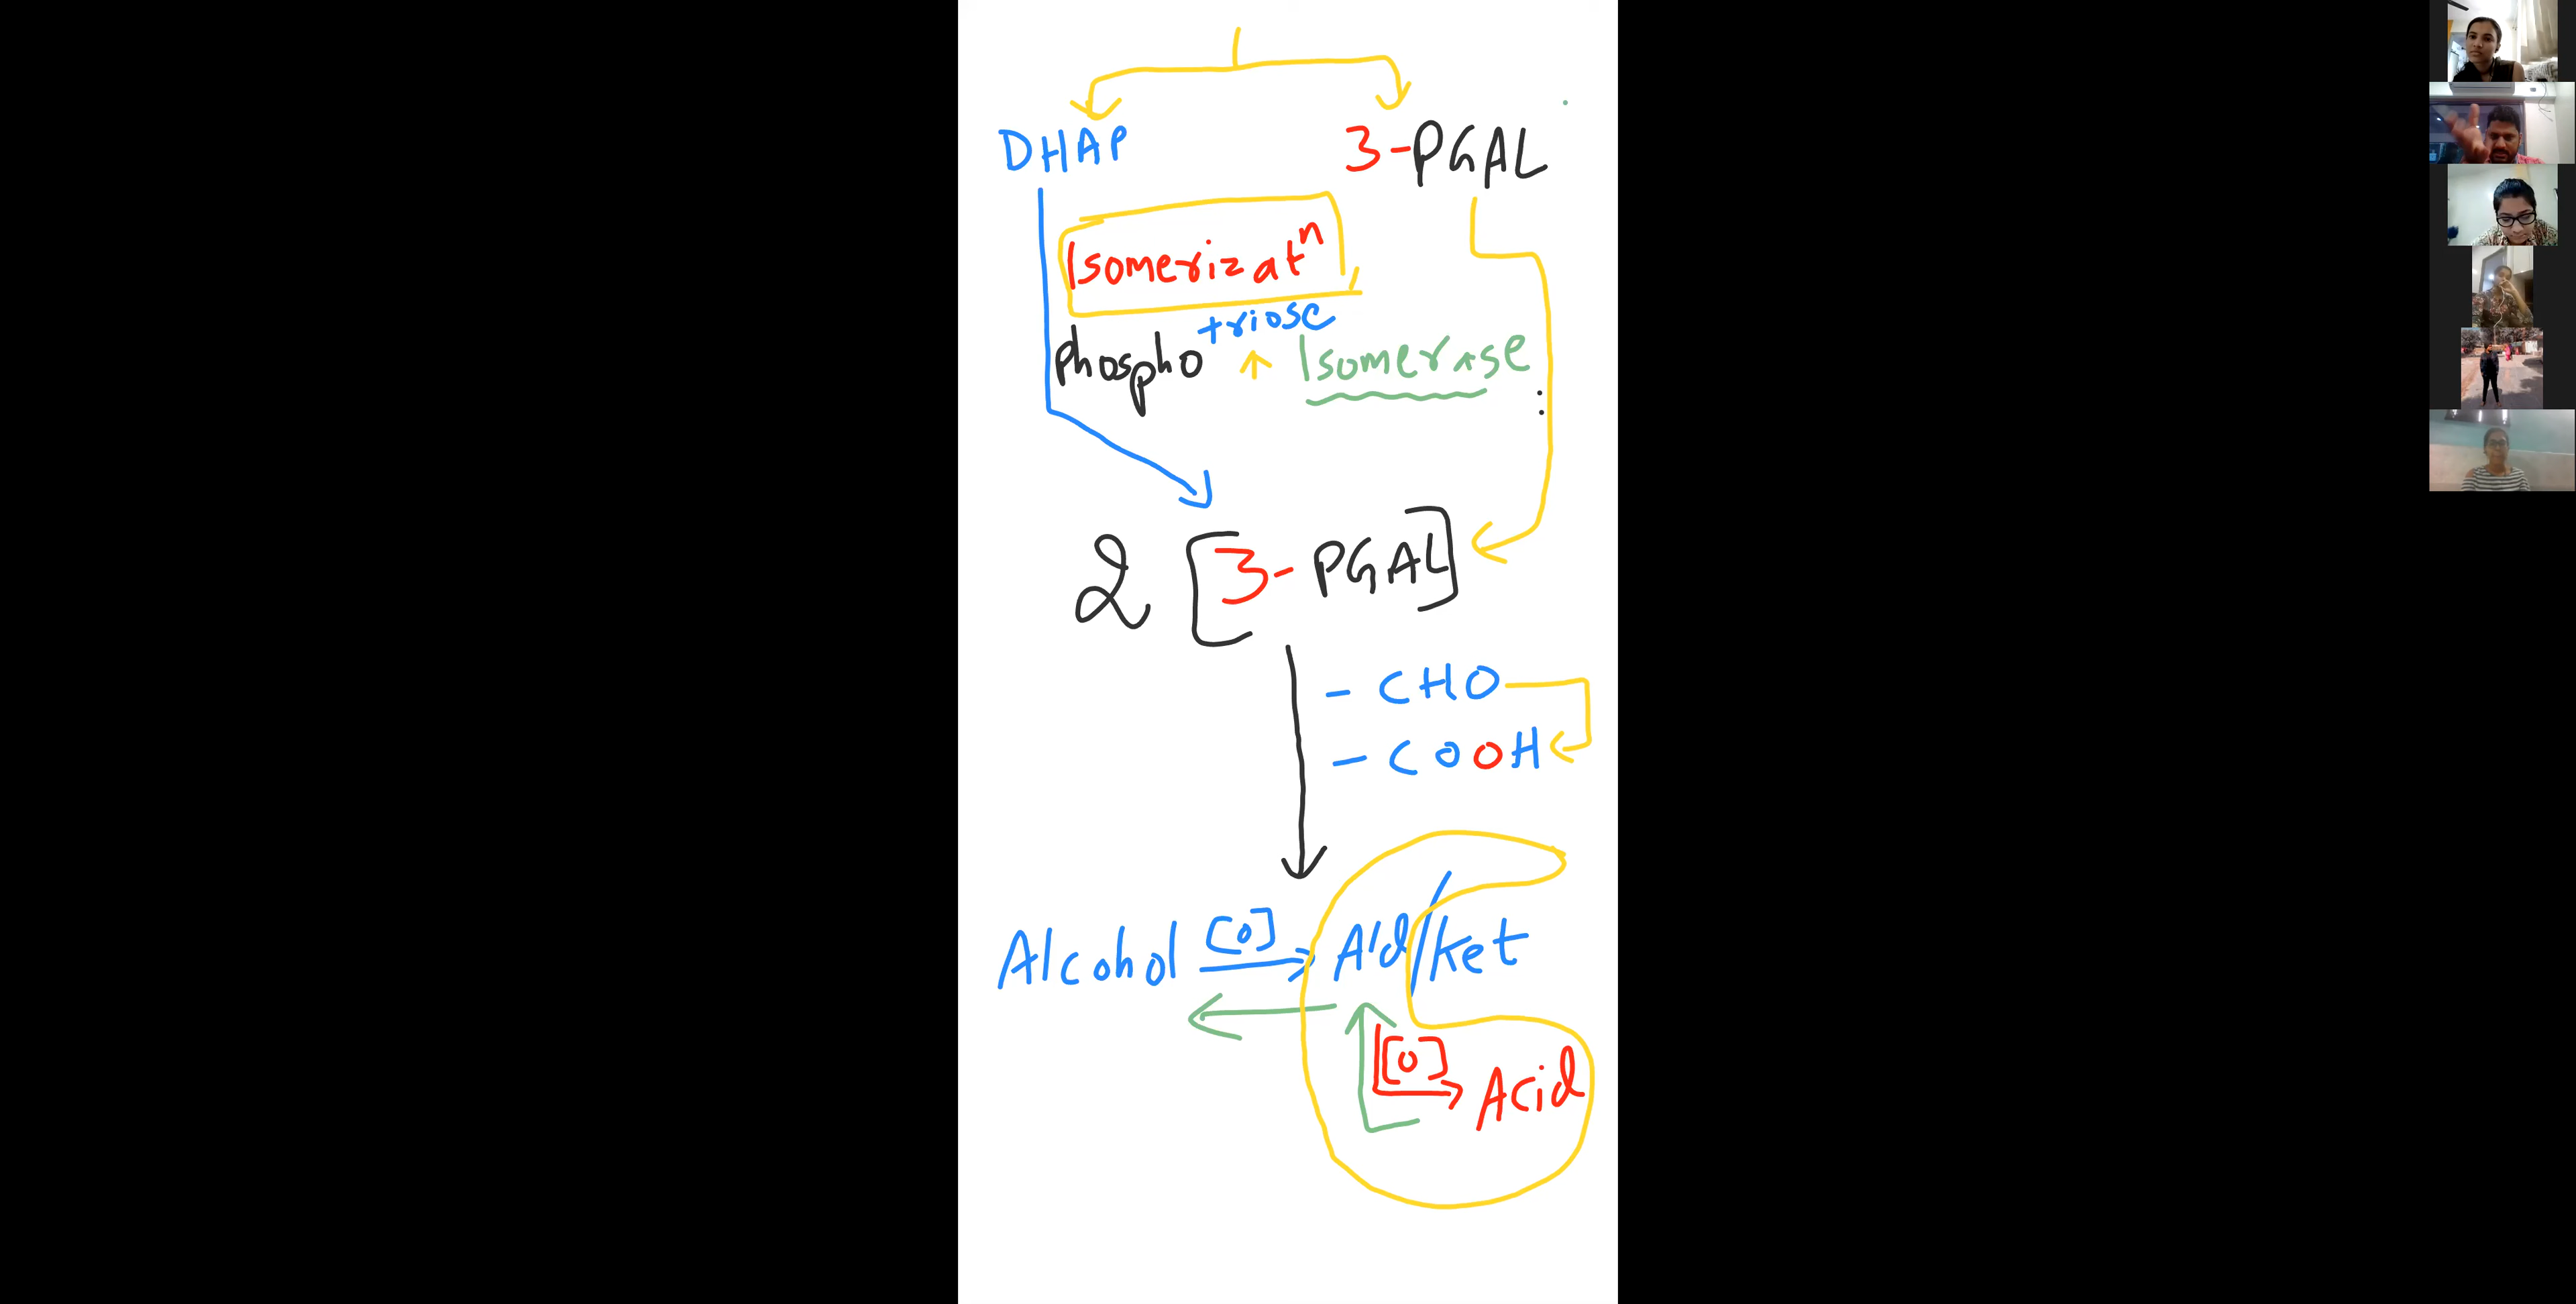 DHAP 3-PGAL
Isomerizatⁿ
triose
phospho Isomerase
2 [3-PGAL]
- CHO
- COOH
Alcohol [O] Ald/ket
[O] Acid